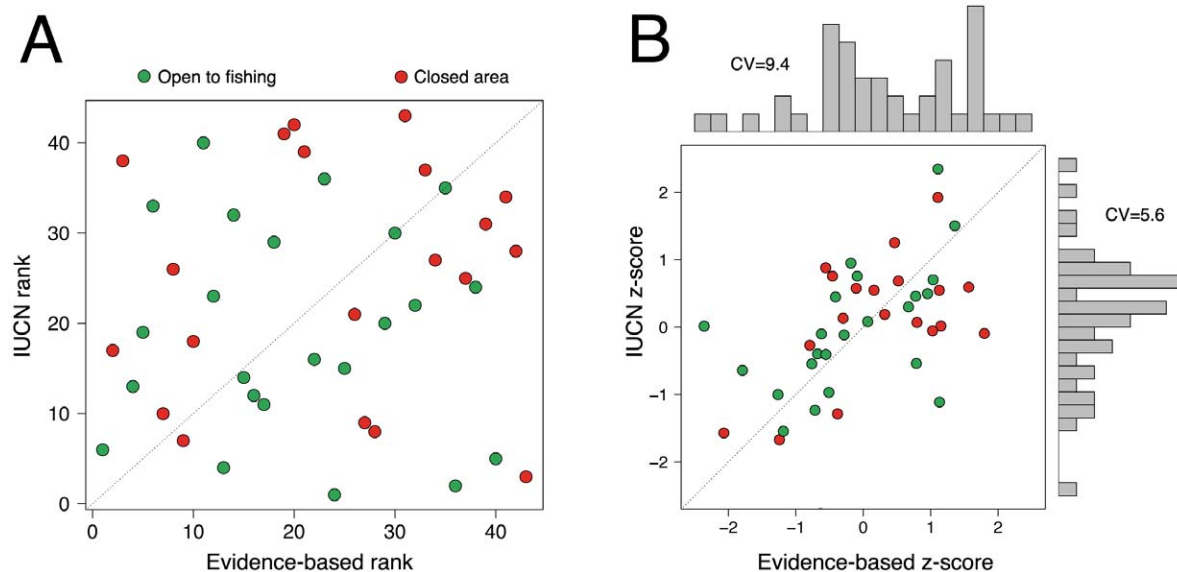 A
Open to fishing
Closed area
IUCN rank
40
30
20
10
0
0
10
20
30
40
Evidence-based rank
B
CV=9.4
CV=5.6
IUCN z-score
2
1
0
−1
−2
−2
−1
0
1
2
Evidence-based z-score